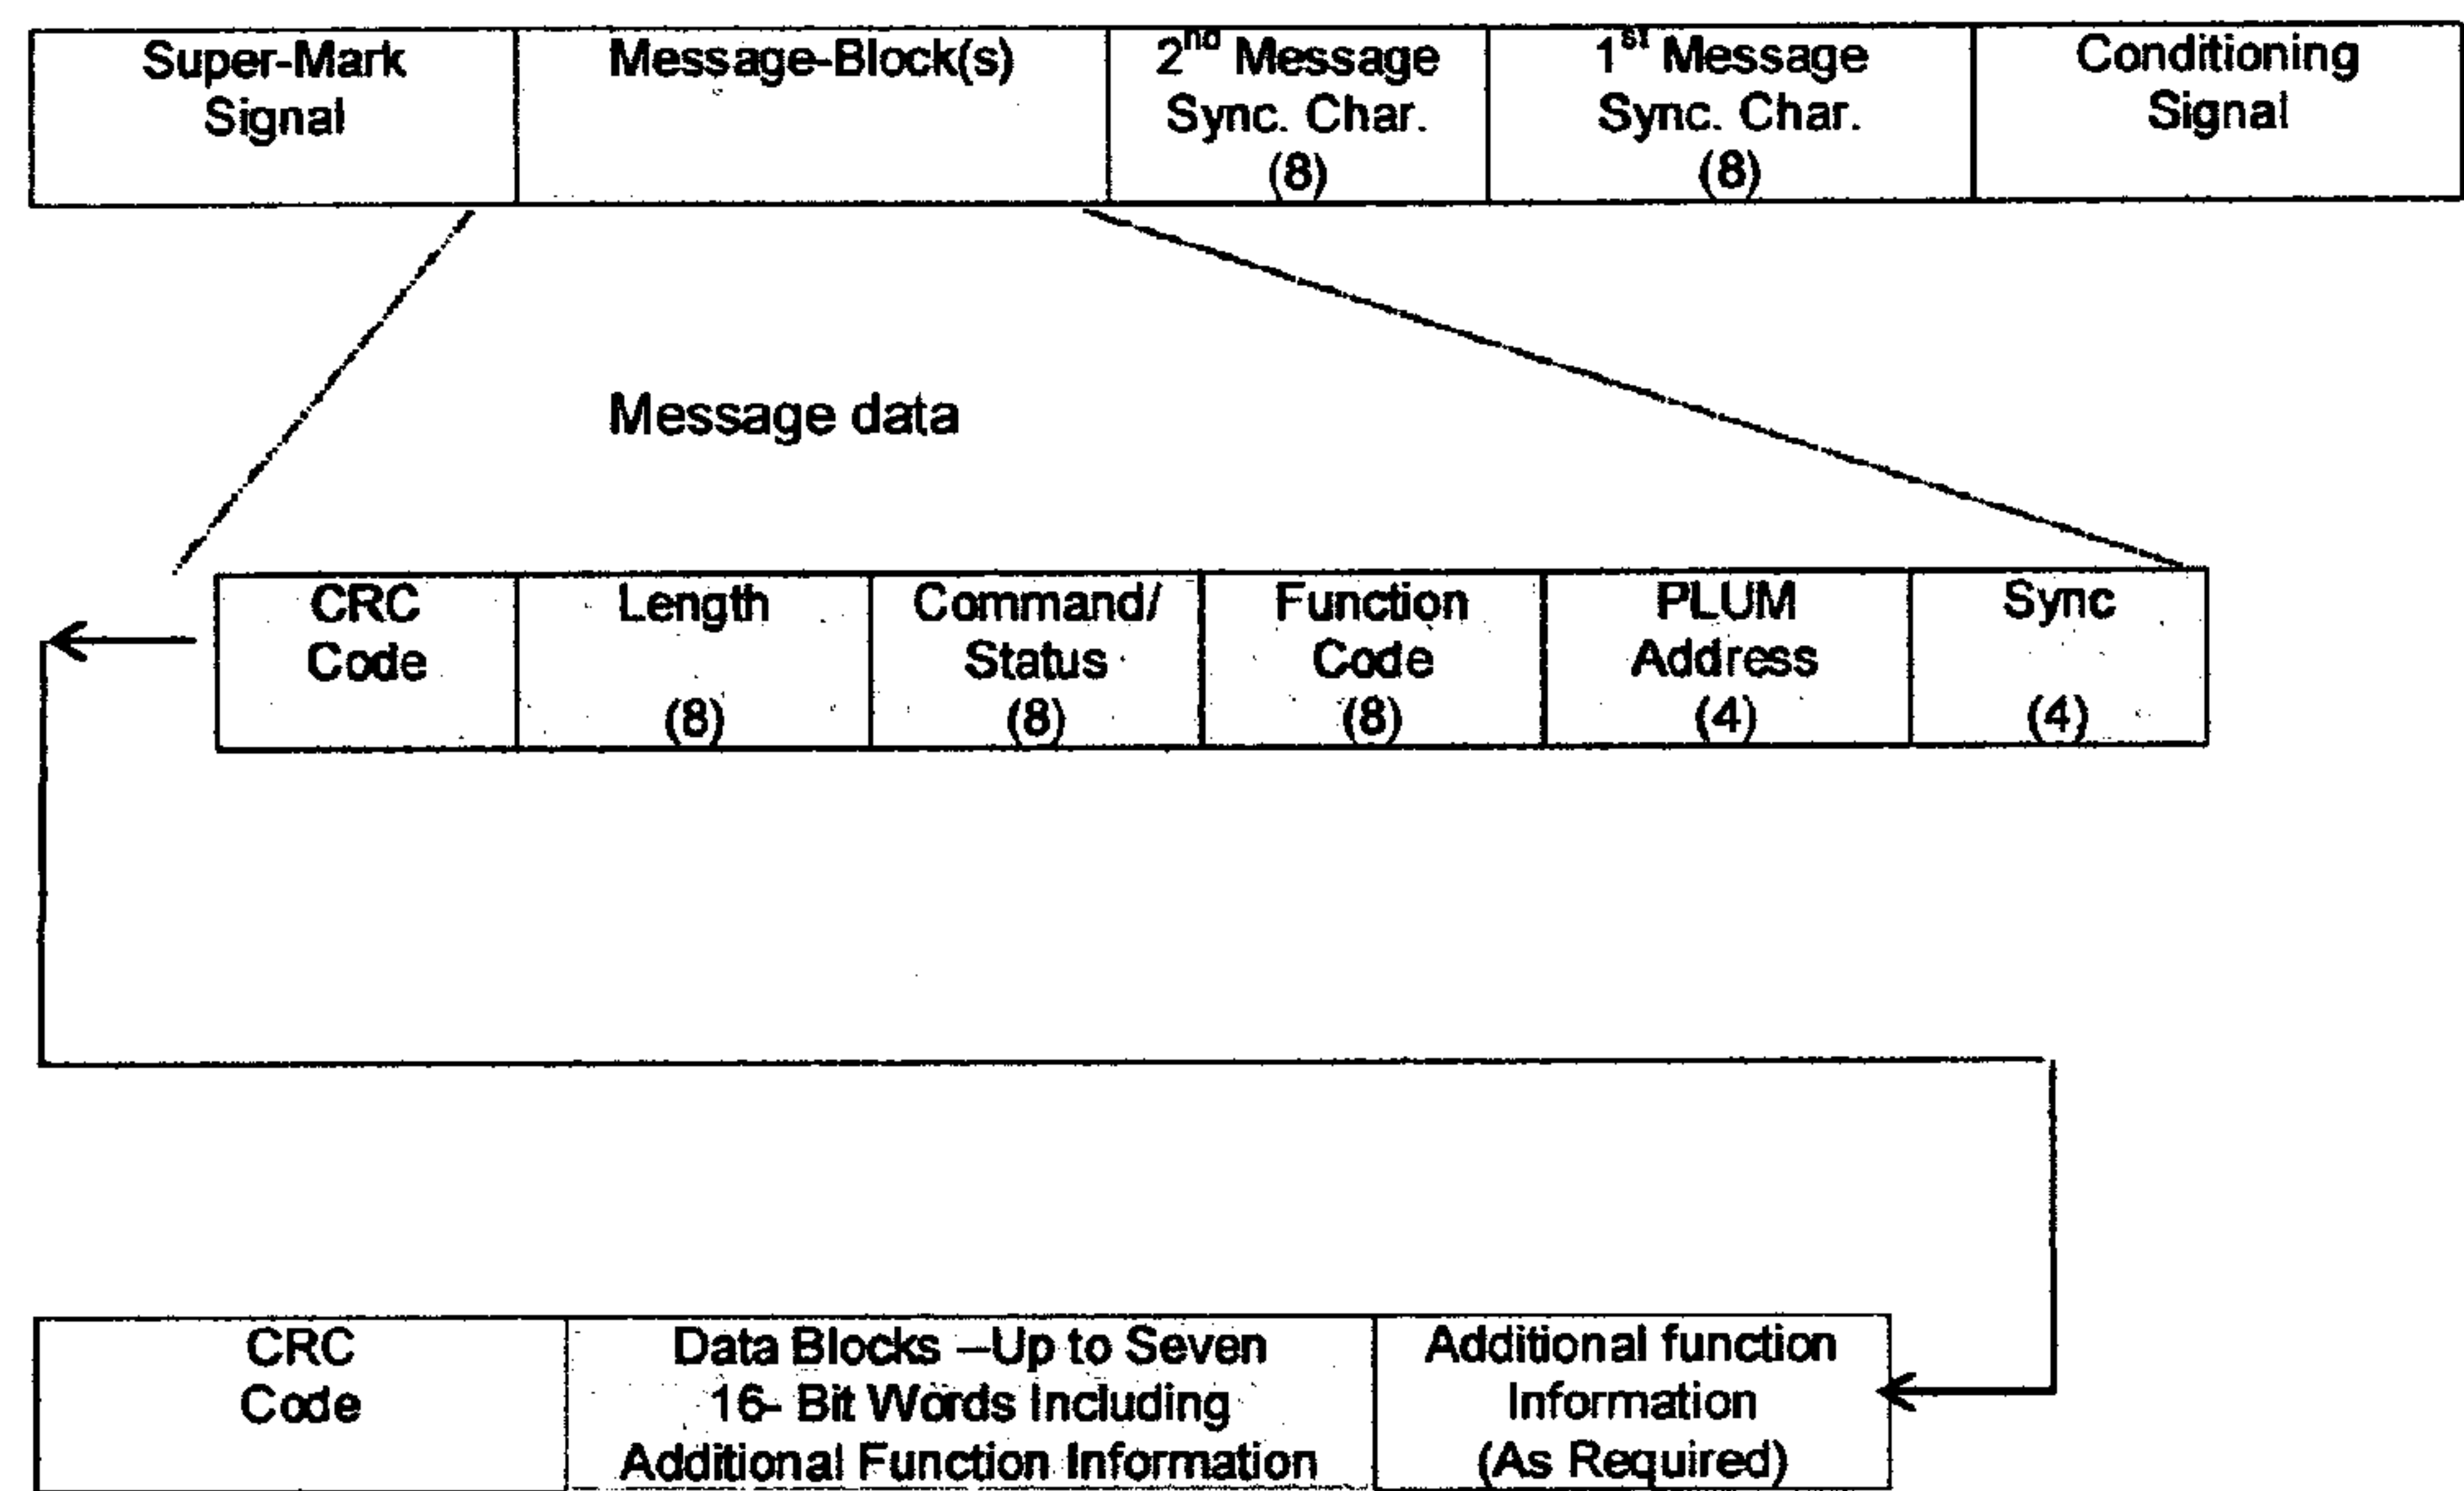 Super-Mark
Signal
Message-Block(s)
2nd Message
Sync. Char.
(8)
1st Message
Sync. Char.
(8)
Conditioning
Signal
Message data
CRC
Code
Length
(8)
Command/
Status
(8)
Function
Code
(8)
PLUM
Address
(4)
Sync
(4)
CRC
Code
Data Blocks –Up to Seven
16- Bit Words Including
Additional Function Information
Additional function
Information
(As Required)